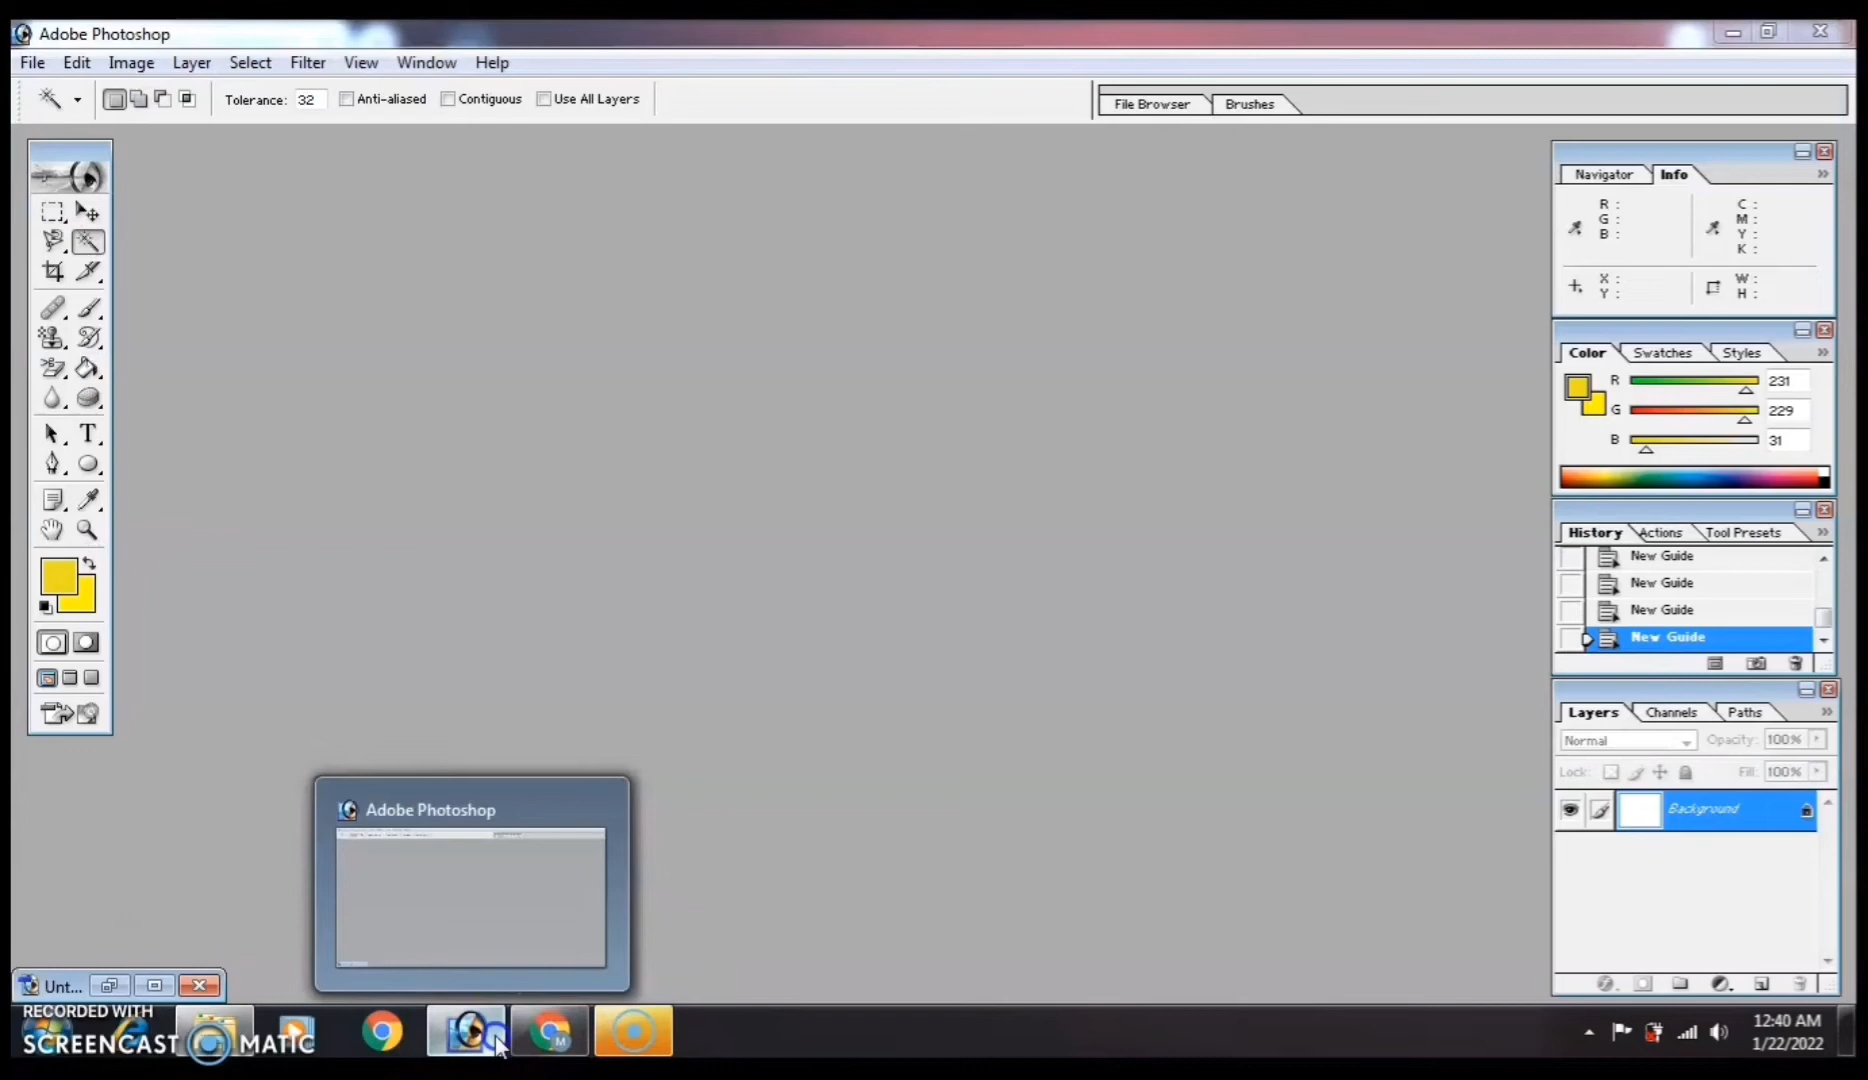 Adobe Photoshop
File Edit Image Layer Select Filter View Window Help
Tolerance: 32 Anti-aliased Contiguous Use All Layers File Browser Brushes
Navigator Info
R :
G :
B :
C :
M :
Y :
K :
X :
Y :
W :
H :
Color Swatches Styles
R 231
G 229
B 31
History Actions Tool Presets
New Guide
New Guide
New Guide
New Guide
Layers Channels Paths
Normal Opacity: 100%
Lock: Fill: 100%
Background
Adobe Photoshop
Unt...
RECORDED WITH
SCREENCAST MATIC
M
12:40 AM
1/22/2022